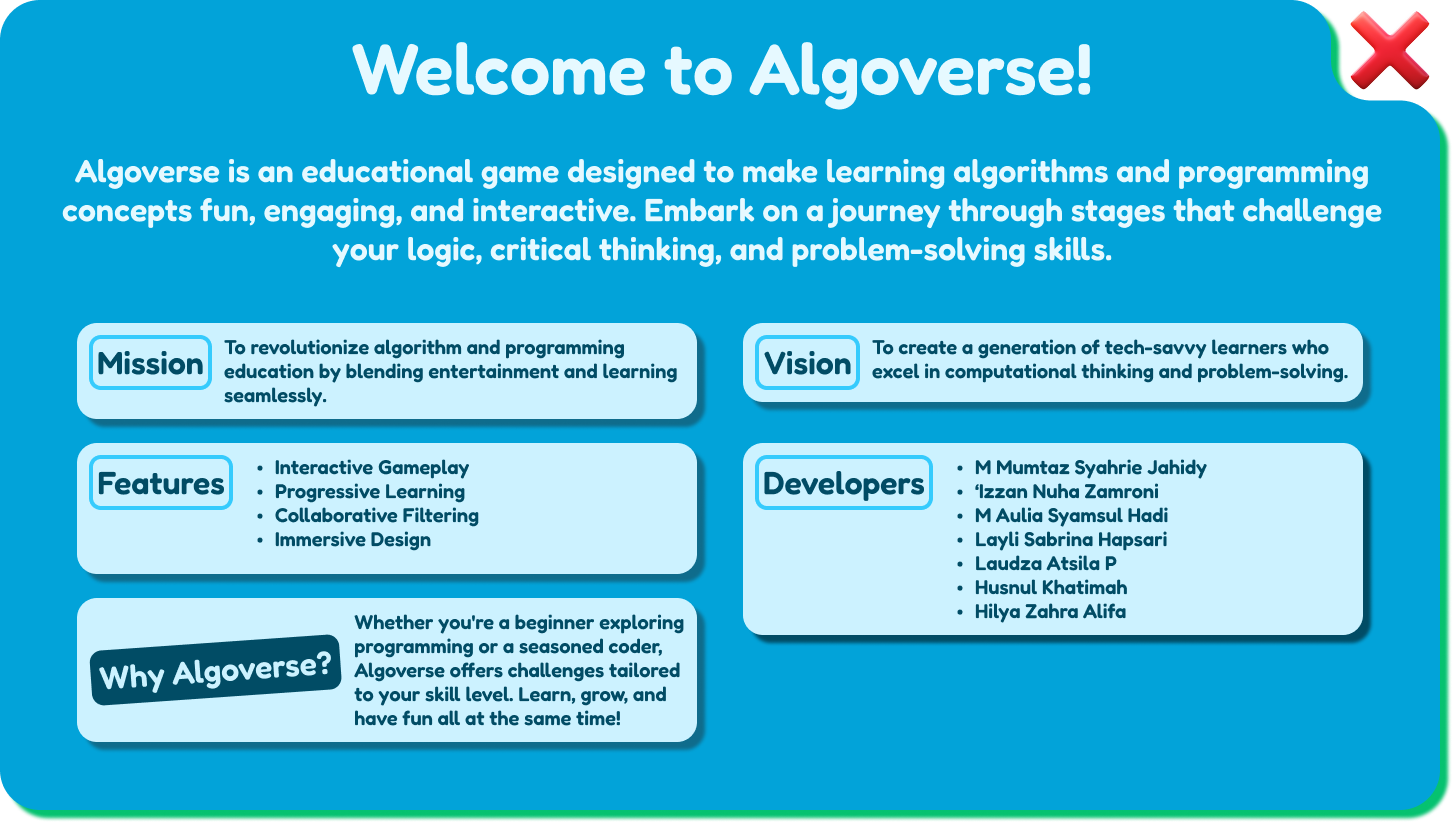 Welcome to Algoverse!
Algoverse is an educational game designed to make learning algorithms and programming
concepts fun, engaging, and interactive. Embark on a journey through stages that challenge
your logic, critical thinking, and problem-solving skills.
Mission
To revolutionize algorithm and programming
education by blending entertainment and learning
seamlessly.
Vision
To create a generation of tech-savvy learners who
excel in computational thinking and problem-solving.
Features
• Interactive Gameplay
• Progressive Learning
• Collaborative Filtering
• Immersive Design
Developers
• M Mumtaz Syahrie Jahidy
• ‘Izzan Nuha Zamroni
• M Aulia Syamsul Hadi
• Layli Sabrina Hapsari
• Laudza Atsila P
• Husnul Khatimah
• Hilya Zahra Alifa
Why Algoverse?
Whether you're a beginner exploring
programming or a seasoned coder,
Algoverse offers challenges tailored
to your skill level. Learn, grow, and
have fun all at the same time!